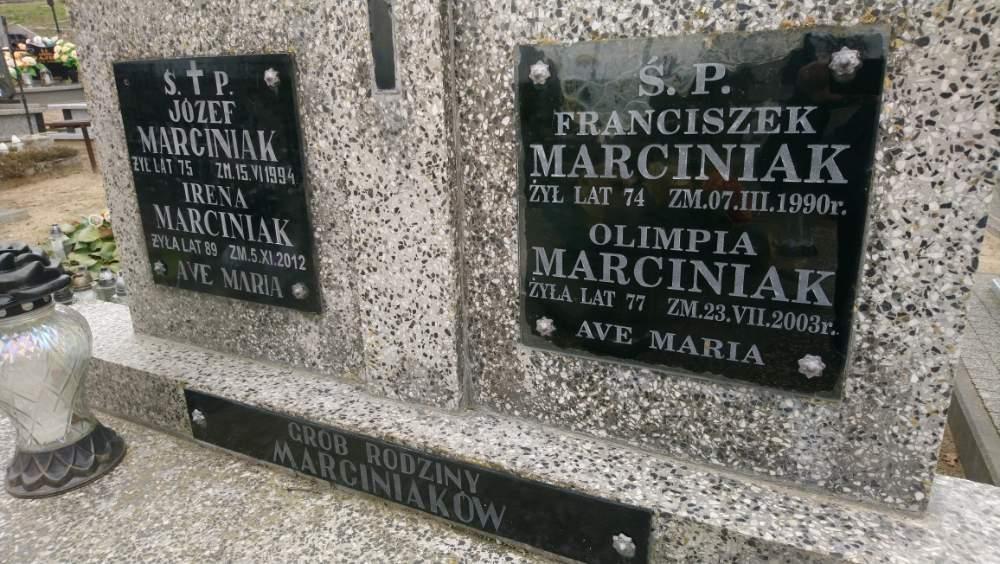 Ś. P.
JÓZEF
MARCINIAK
ŻYŁ LAT 75 ZM.15.VI1994
IRENA
MARCINIAK
ŻYŁA LAT 89 ZM.5.XI.2012
AVE MARIA
Ś. P.
FRANCISZEK
MARCINIAK
ŻYŁ LAT 74 ZM.07.III.1990r.
OLIMPIA
MARCINIAK
ŻYŁA LAT 77 ZM.23.VII.2003r.
AVE MARIA
GRÓB RODZINY
MARCINIAKÓW